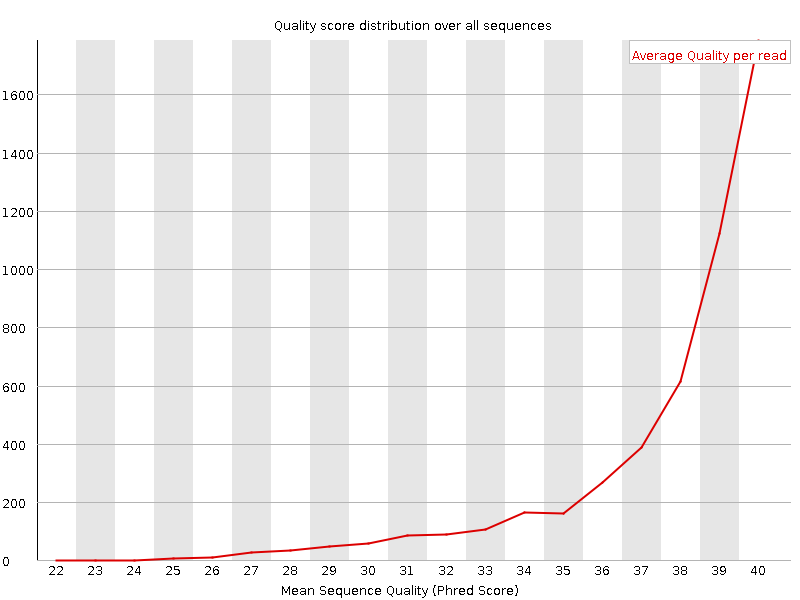 Quality score distribution over all sequences
Average Quality per read
1600
1400
1200
1000
800
600
400
200
0
22 23 24 25 26 27 28 29 30 31 32 33 34 35 36 37 38 39 40
Mean Sequence Quality (Phred Score)